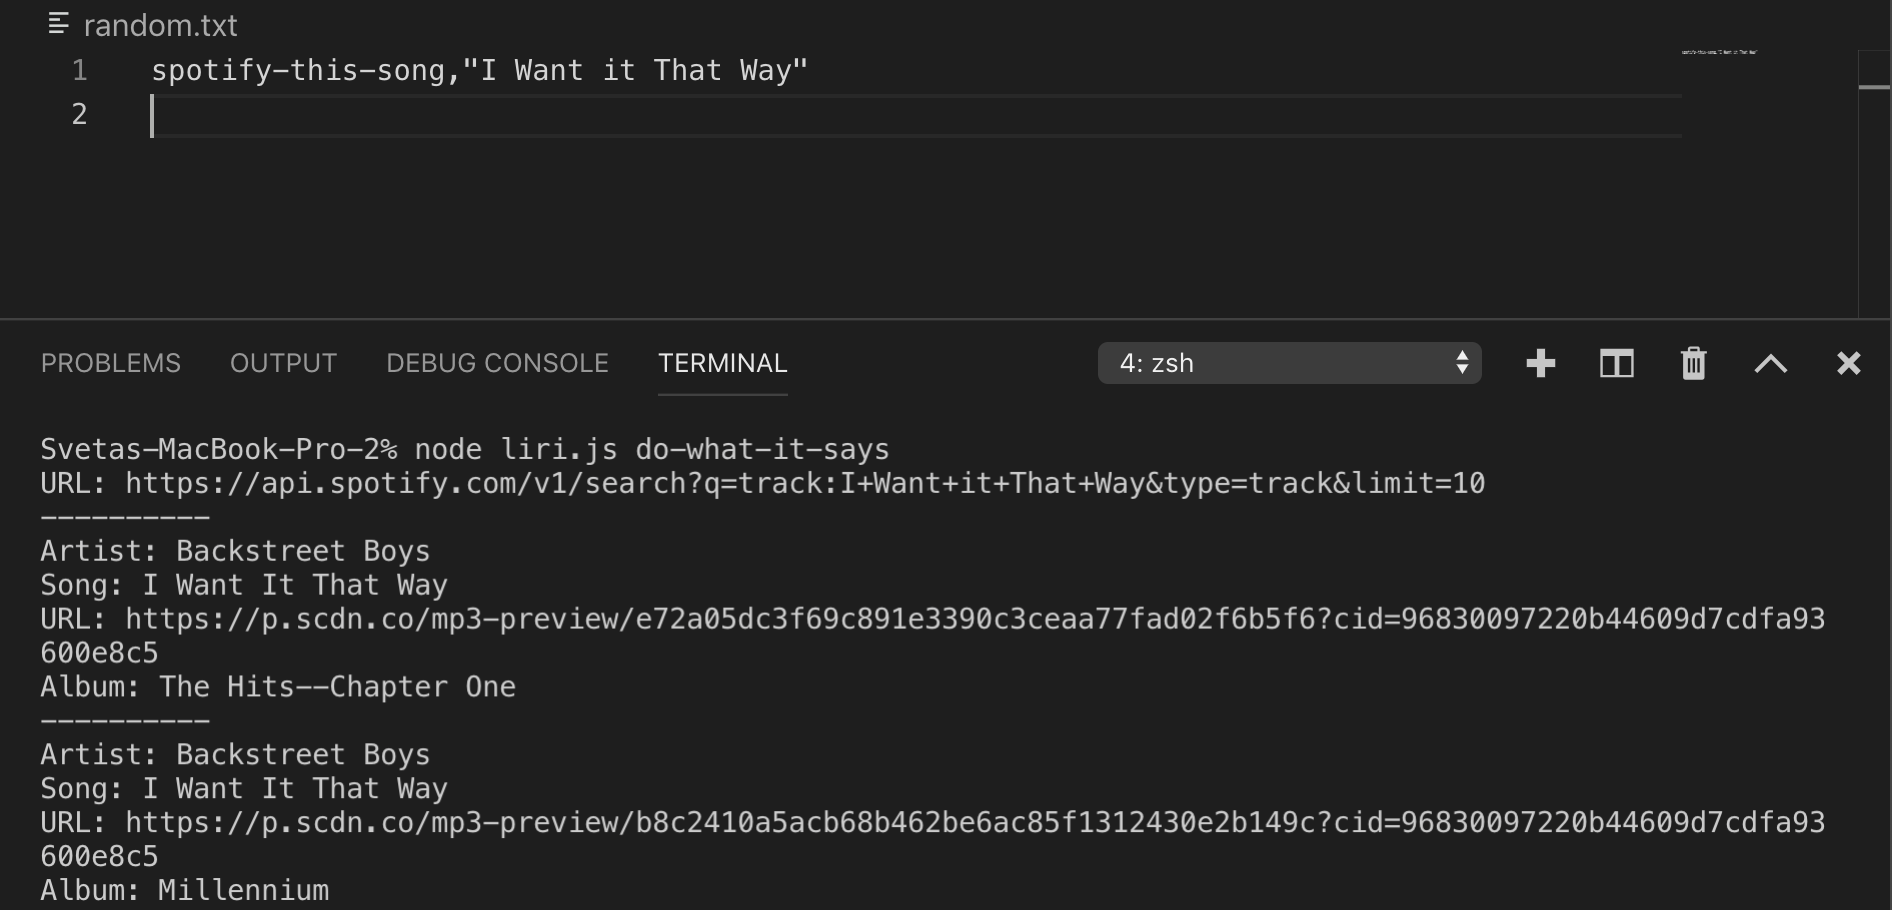 random.txt
1 spotify-this-song,"I Want it That Way"
2
PROBLEMS OUTPUT DEBUG CONSOLE TERMINAL 4: zsh
Svetas-MacBook-Pro-2% node liri.js do-what-it-says
URL: https://api.spotify.com/v1/search?q=track:I+Want+it+That+Way&type=track&limit=10
----------
Artist: Backstreet Boys
Song: I Want It That Way
URL: https://p.scdn.co/mp3-preview/e72a05dc3f69c891e3390c3ceaa77fad02f6b5f6?cid=96830097220b44609d7cdfa93
600e8c5
Album: The Hits--Chapter One
----------
Artist: Backstreet Boys
Song: I Want It That Way
URL: https://p.scdn.co/mp3-preview/b8c2410a5acb68b462be6ac85f1312430e2b149c?cid=96830097220b44609d7cdfa93
600e8c5
Album: Millennium